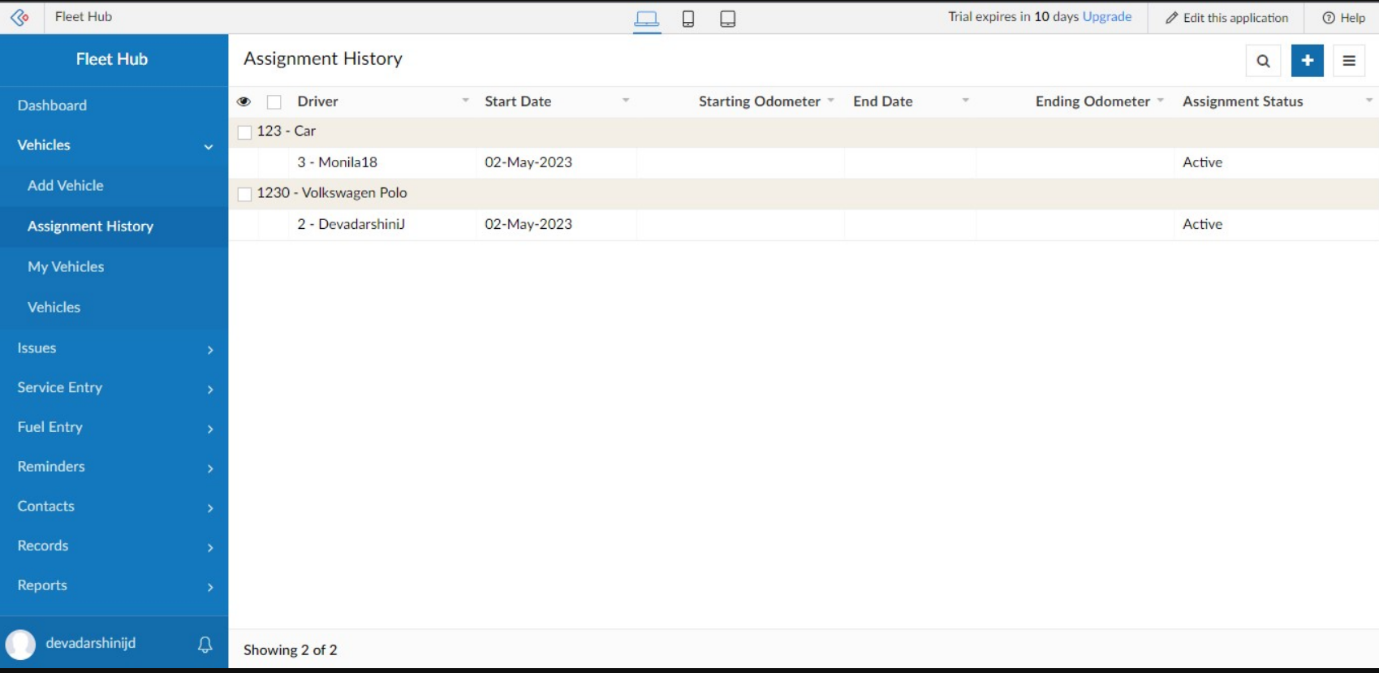 Fleet Hub
Trial expires in 10 days Upgrade
Edit this application
Help
Fleet Hub
Dashboard
Vehicles
Add Vehicle
Assignment History
My Vehicles
Vehicles
Issues
Service Entry
Fuel Entry
Reminders
Contacts
Records
Reports
devadarshinijd
Assignment History
Driver Start Date Starting Odometer End Date Ending Odometer Assignment Status
123 - Car
3 - Monila18 02-May-2023 Active
1230 - Volkswagen Polo
2 - DevadarshiniJ 02-May-2023 Active
Showing 2 of 2